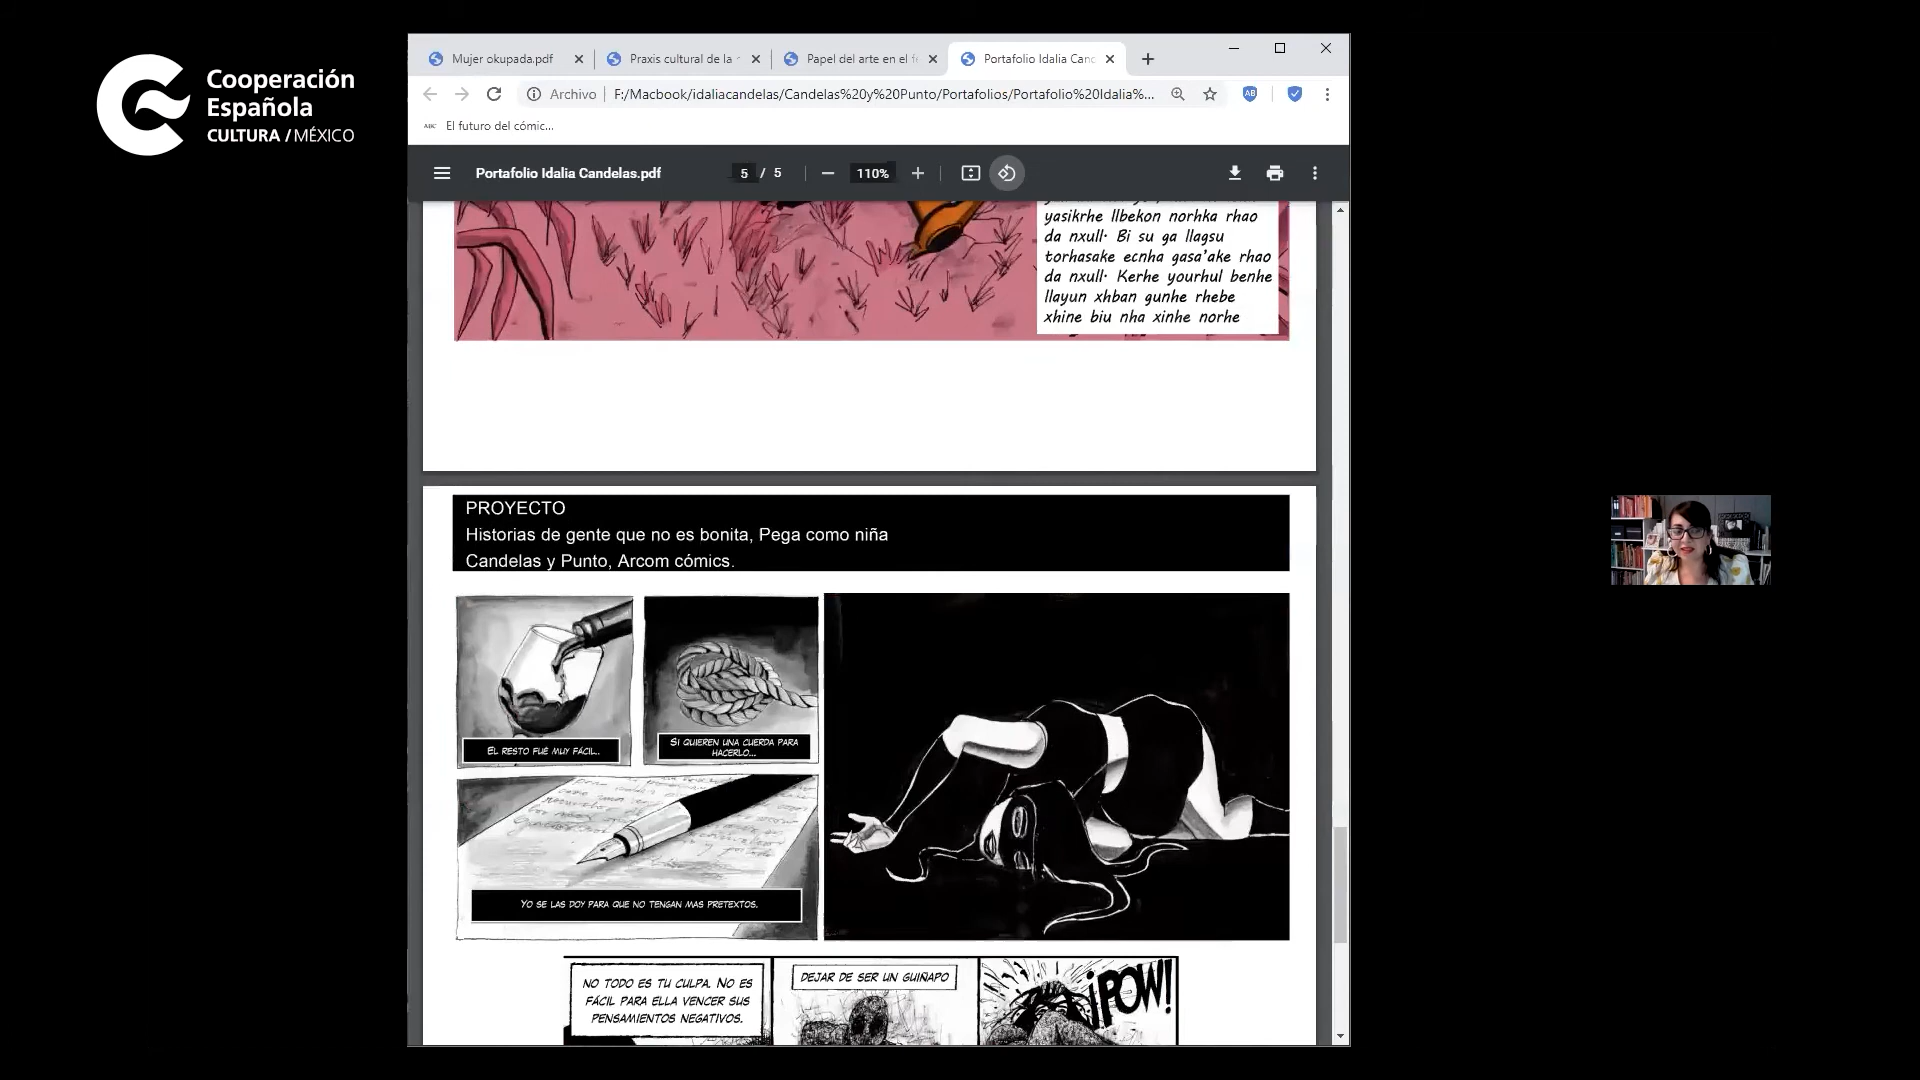 Cooperación
Española
CULTURA / MÉXICO
Mujer okupada.pdf
Praxis cultural de la
Papel del arte en el
Portafolio Idalia Canc
Archivo
F:/Macbook/idaliacandelas/Candelas%20y%20Punto/Portafolios/Portafolio%20Idalia%...
El futuro del cómic...
Portafolio Idalia Candelas.pdf
5 / 5
110%
yasikrhe llbekon norhka rhao
da nxull. Bi su ga llagsu
torhasake ecnha gasa'ake rhao
da nxull. Kerhe yourhul benhe
llayun xhban gunhe rhebe
xhine biu nha xinhe norhe
PROYECTO
Historias de gente que no es bonita, Pega como niña
Candelas y Punto, Arcom cómics.
EL RESTO FUÉ MUY FÁCIL..
SI QUIEREN UNA CUERDA PARA
HACERLO...
YO SE LAS DOY PARA QUE NO TENGAN MAS PRETEXTOS.
NO TODO ES TU CULPA. NO ES
FÁCIL PARA ELLA VENCER SUS
PENSAMIENTOS NEGATIVOS.
DEJAR DE SER UN GUIÑAPO
¡POW!